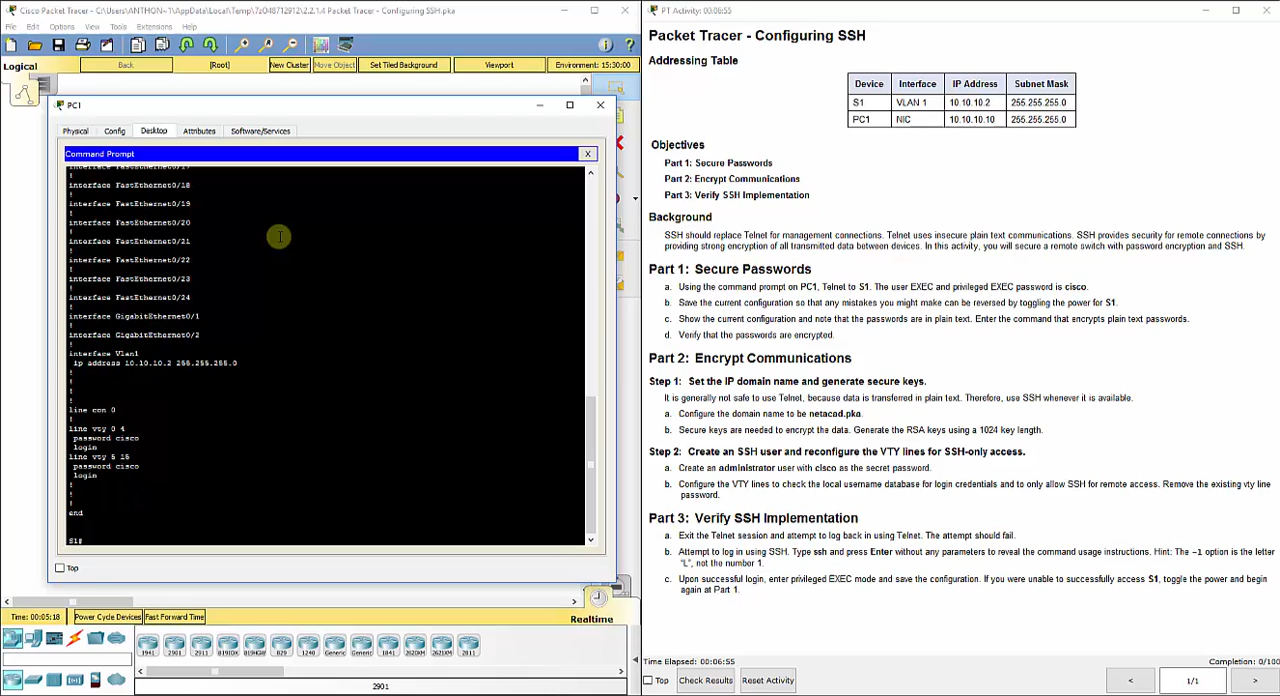 Cisco Packet Tracer - C:\Users\ANTHON~1\AppData\Local\Temp\7zO48712912\2.2.1.4 Packet Tracer - Configuring SSH.pka
File Edit Options View Tools Extensions Help
Logical Back [Root] New Cluster Move Object Set Tiled Background Viewport Environment: 15:30:00
PC1
Physical Config Desktop Attributes Software/Services
Command Prompt X
interface FastEthernet0/17
!
interface FastEthernet0/18
!
interface FastEthernet0/19
!
interface FastEthernet0/20
!
interface FastEthernet0/21
!
interface FastEthernet0/22
!
interface FastEthernet0/23
!
interface FastEthernet0/24
!
interface GigabitEthernet0/1
!
interface GigabitEthernet0/2
!
interface Vlan1
ip address 10.10.10.2 255.255.255.0
!
!
!
!
line con 0
!
line vty 0 4
password cisco
login
line vty 5 15
password cisco
login
!
!
!
end
S1#
Top
Time: 00:05:18 Power Cycle Devices Fast Forward Time Realtime
1941 2901 2911 819IOX 819HGW 829 1240 Generic Generic 1841 2620XM 2621XM 2811
2901
PT Activity: 00:06:55
Packet Tracer - Configuring SSH
Addressing Table
Device Interface IP Address Subnet Mask
S1 VLAN 1 10.10.10.2 255.255.255.0
PC1 NIC 10.10.10.10 255.255.255.0
Objectives
Part 1: Secure Passwords
Part 2: Encrypt Communications
Part 3: Verify SSH Implementation
Background
SSH should replace Telnet for management connections. Telnet uses insecure plain text communications. SSH provides security for remote connections by
providing strong encryption of all transmitted data between devices. In this activity, you will secure a remote switch with password encryption and SSH.
Part 1: Secure Passwords
a. Using the command prompt on PC1, Telnet to S1. The user EXEC and privileged EXEC password is cisco.
b. Save the current configuration so that any mistakes you might make can be reversed by toggling the power for S1.
c. Show the current configuration and note that the passwords are in plain text. Enter the command that encrypts plain text passwords.
d. Verify that the passwords are encrypted.
Part 2: Encrypt Communications
Step 1: Set the IP domain name and generate secure keys.
It is generally not safe to use Telnet, because data is transferred in plain text. Therefore, use SSH whenever it is available.
a. Configure the domain name to be netacad.pka.
b. Secure keys are needed to encrypt the data. Generate the RSA keys using a 1024 key length.
Step 2: Create an SSH user and reconfigure the VTY lines for SSH-only access.
a. Create an administrator user with cisco as the secret password.
b. Configure the VTY lines to check the local username database for login credentials and to only allow SSH for remote access. Remove the existing vty line
password.
Part 3: Verify SSH Implementation
a. Exit the Telnet session and attempt to log back in using Telnet. The attempt should fail.
b. Attempt to log in using SSH. Type ssh and press Enter without any parameters to reveal the command usage instructions. Hint: The -l option is the letter
"L", not the number 1.
c. Upon successful login, enter privileged EXEC mode and save the configuration. If you were unable to successfully access S1, toggle the power and begin
again at Part 1.
Time Elapsed: 00:06:55 Completion: 0/100
Top Check Results Reset Activity < 1/1 >